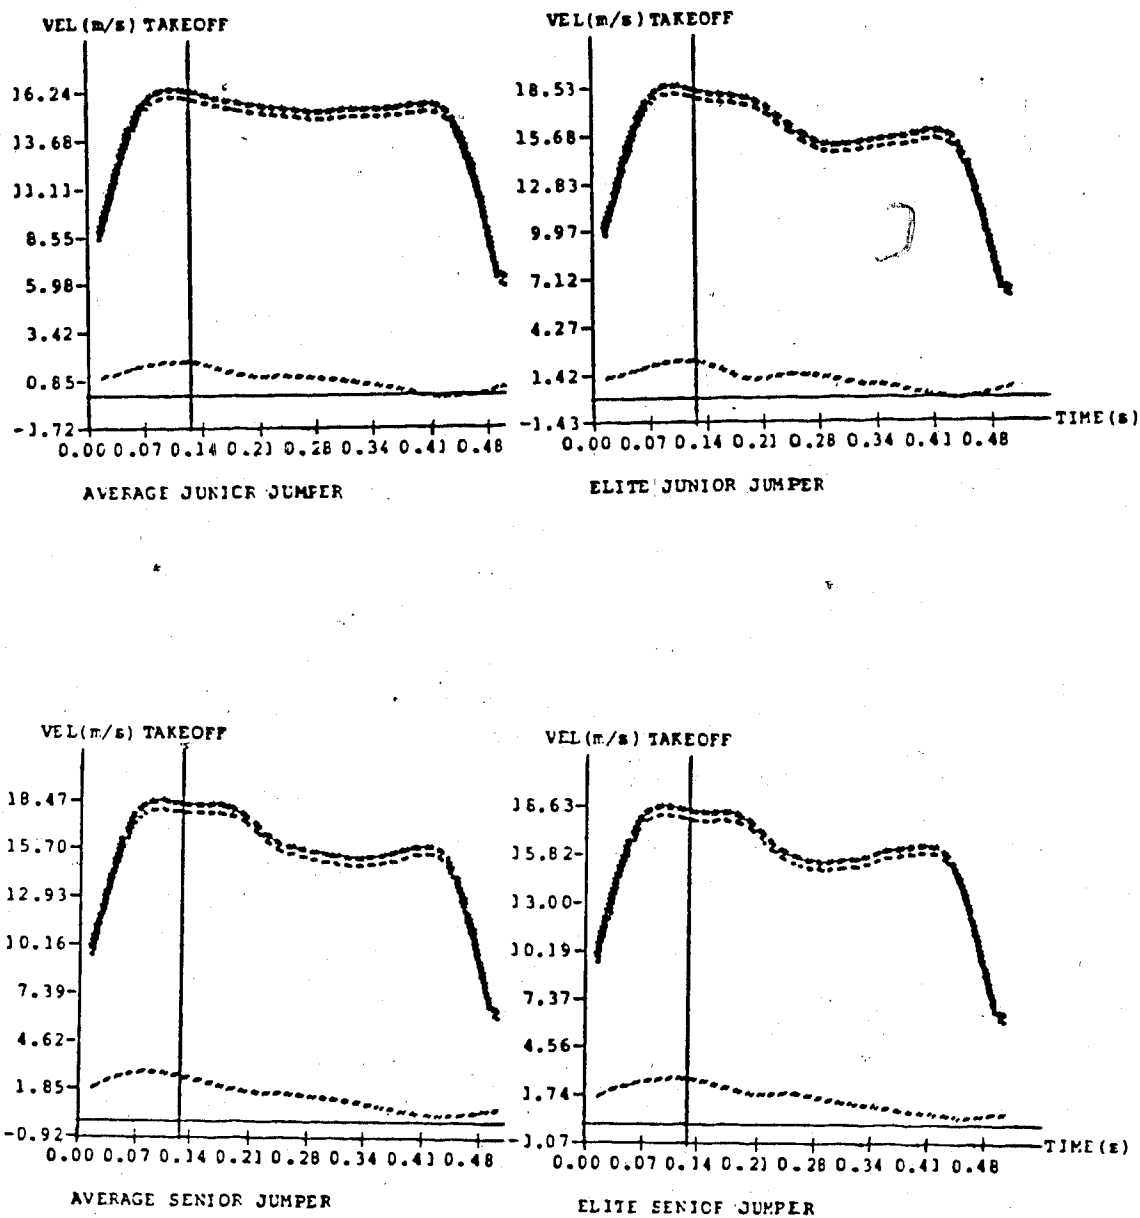 VEL(m/s) TAKEOFF
16.24
13.68
11.11
8.55
5.98
3.42
0.85
-1.72
0.00 0.07 0.14 0.21 0.28 0.34 0.41 0.48
AVERAGE JUNIOR JUMPER
VEL(m/s) TAKEOFF
18.53
15.68
12.83
9.97
7.12
4.27
1.42
-1.43
0.00 0.07 0.14 0.21 0.28 0.34 0.41 0.48
TIME(s)
ELITE JUNIOR JUMPER
VEL(m/s) TAKEOFF
18.47
15.70
12.93
10.16
7.39
4.62
1.85
-0.92
0.00 0.07 0.14 0.21 0.28 0.34 0.41 0.48
AVERAGE SENIOR JUMPER
VEL(m/s) TAKEOFF
18.63
15.82
13.00
10.19
7.37
4.56
1.74
-1.07
0.00 0.07 0.14 0.21 0.28 0.34 0.41 0.48
TIME(s)
ELITE SENIOR JUMPER